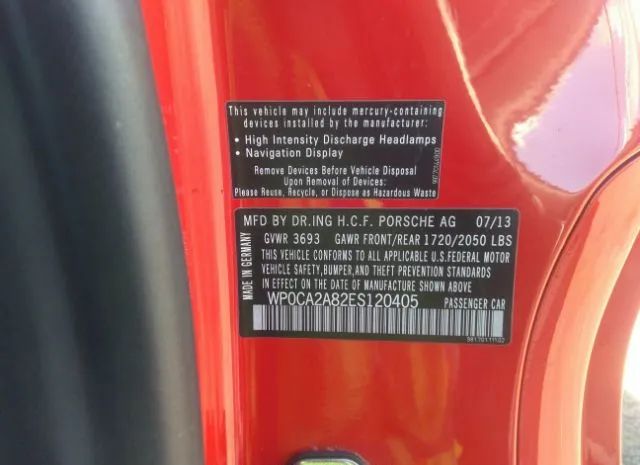 This vehicle may include mercury-containing
devices installed by the manufacturer:
• High Intensity Discharge Headlamps
• Navigation Display
Remove Devices Before Vehicle Disposal
Upon Removal of Devices:
Please Reuse, Recycle, or Dispose as Hazardous Waste
MADE IN GERMANY
MFD BY DR.ING H.C.F. PORSCHE AG 07/13
GVWR 3693 GAWR FRONT/REAR 1720/2050 LBS
THIS VEHICLE CONFORMS TO ALL APPLICABLE U.S.FEDERAL MOTOR
VEHICLE SAFETY,BUMPER,AND THEFT PREVENTION STANDARDS
IN EFFECT ON THE DATE OF MANUFACTURE SHOWN ABOVE
WP0CA2A82ES120405 PASSENGER CAR